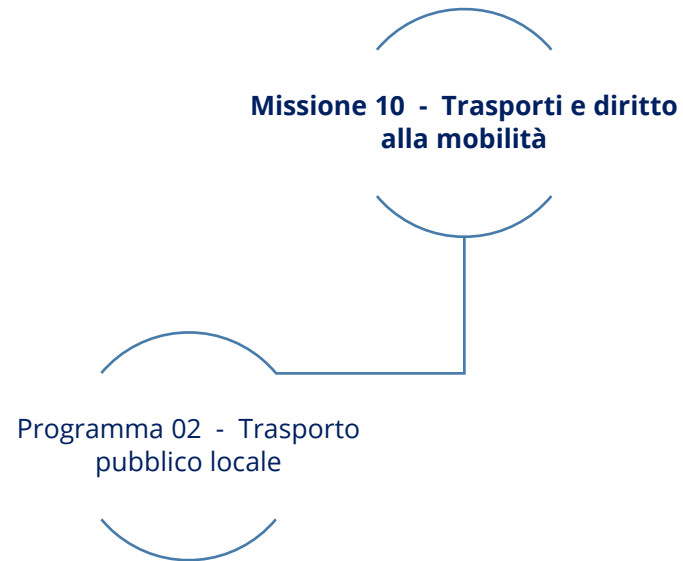 Missione 10 - Trasporti e diritto
alla mobilità
Programma 02 - Trasporto
pubblico locale